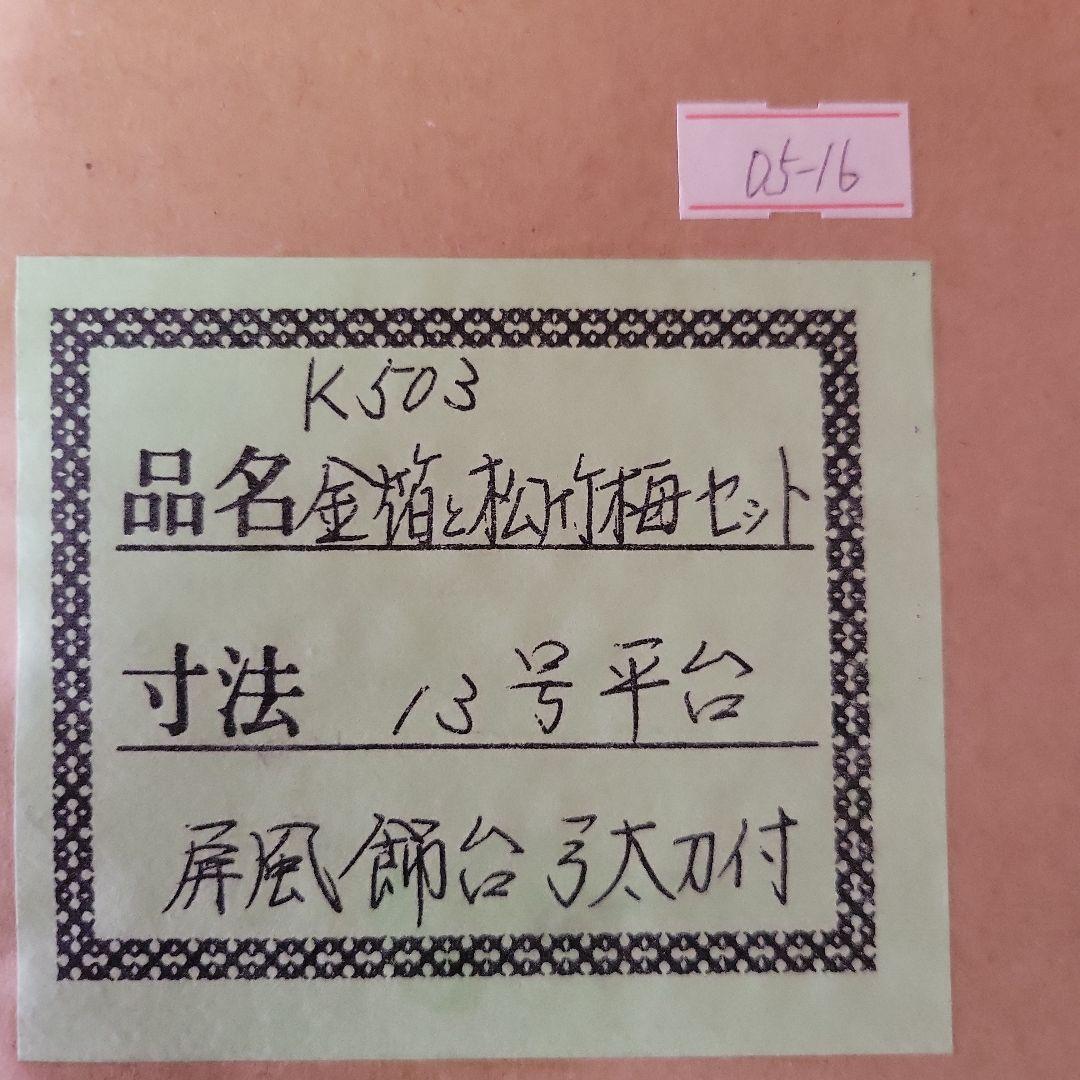 05-16
K503
品名 金箔と松竹梅セット
寸法 13号平台
屏風飾台弓太刀付